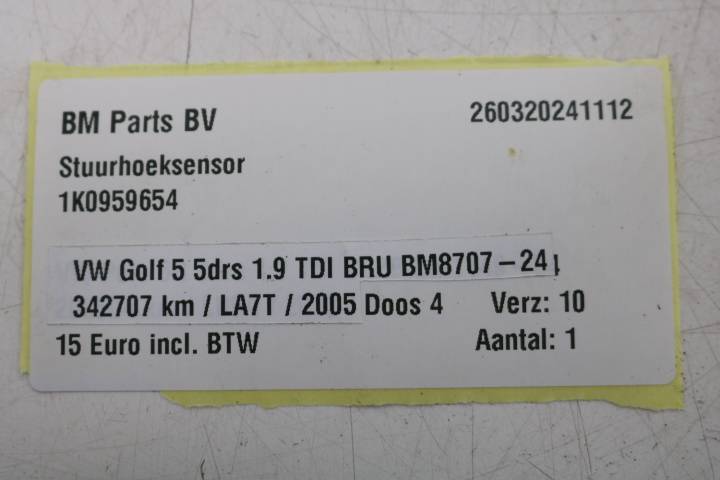 BM Parts BV 260320241112
Stuurhoeksensor
1K0959654
VW Golf 5 5drs 1.9 TDI BRU BM8707-24
342707 km / LA7T / 2005 Doos 4 Verz: 10
15 Euro incl. BTW Aantal: 1